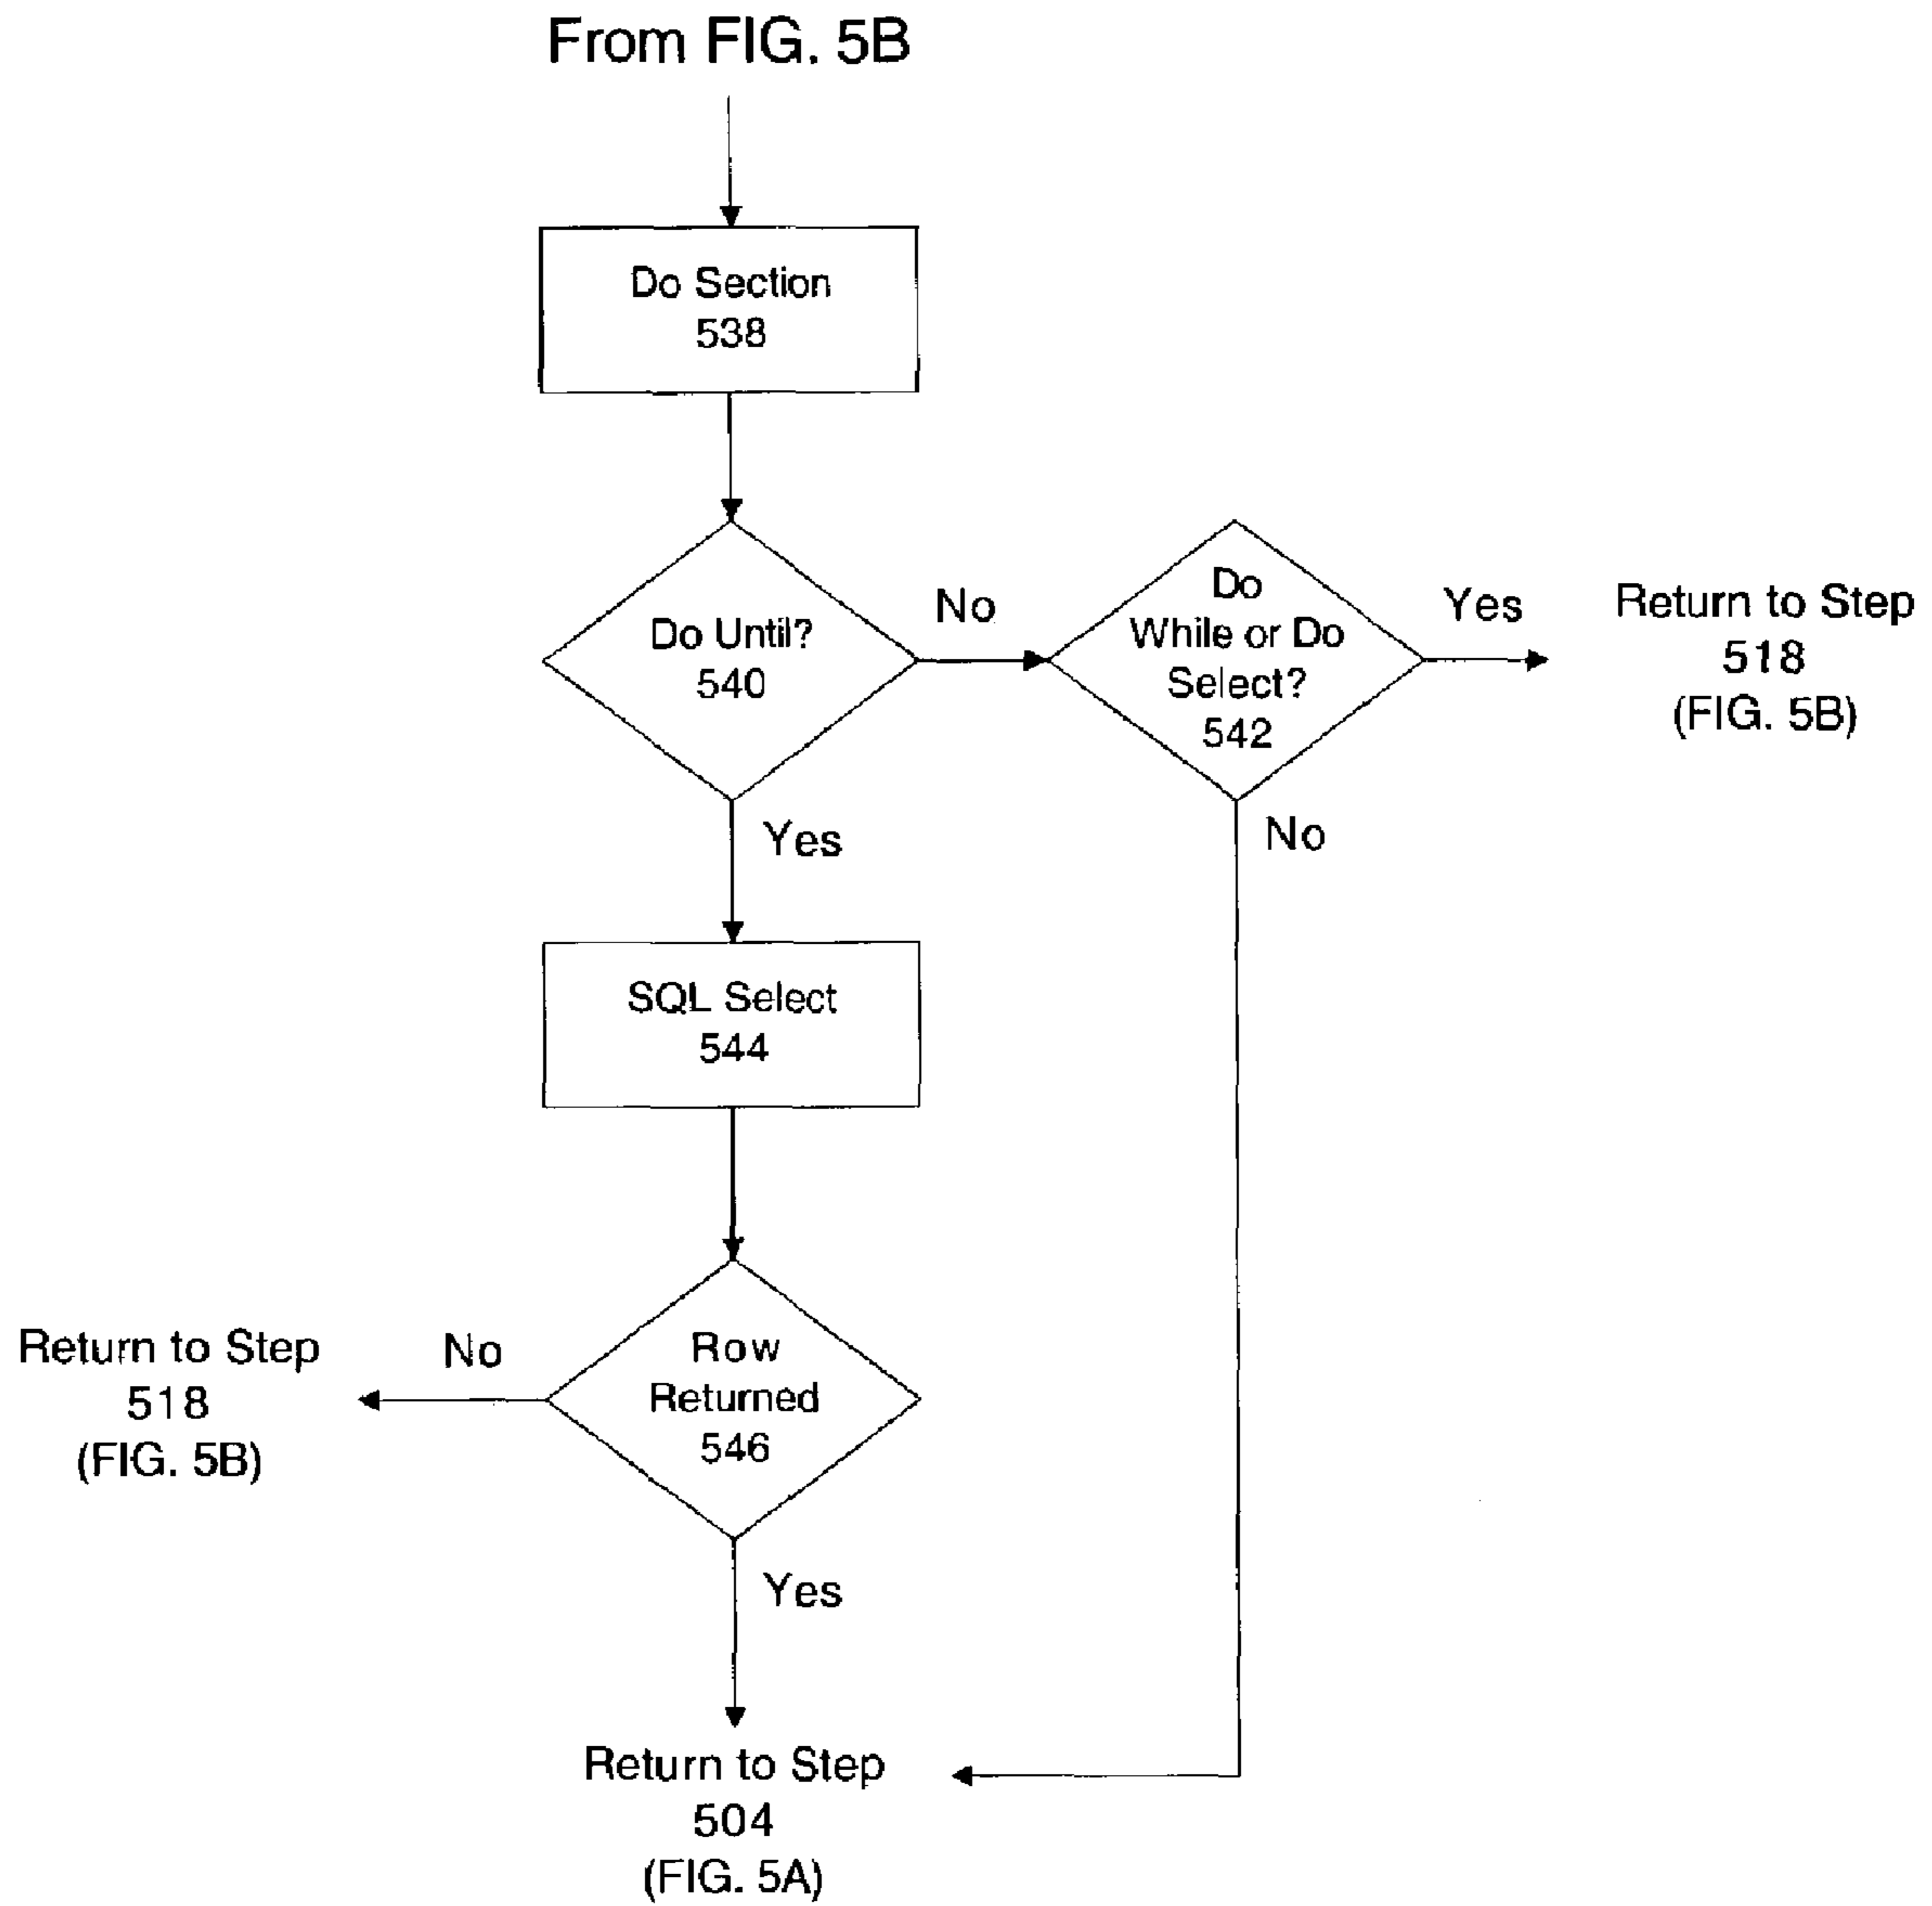 From FIG. 5B
Do Section
538
Do Until?
540
No
Do
While or Do
Select?
542
Yes
Return to Step
518
(FIG. 5B)
Yes
No
SQL Select
544
Row
Returned
546
No
Return to Step
518
(FIG. 5B)
Yes
Return to Step
504
(FIG. 5A)